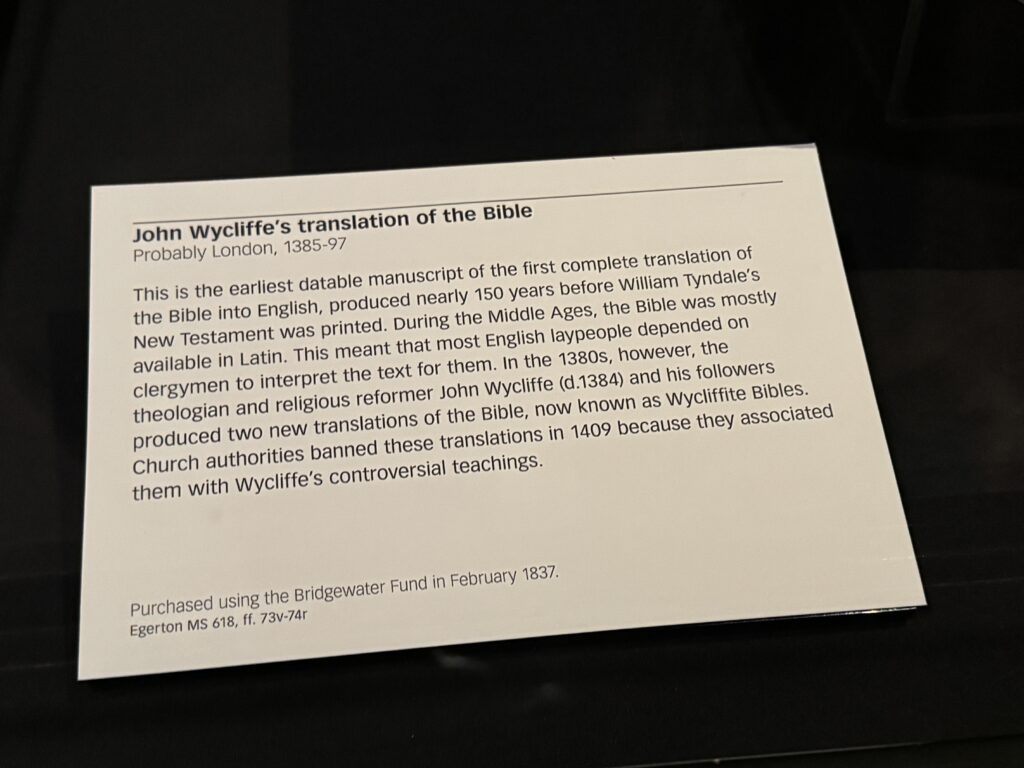 John Wycliffe's translation of the Bible
Probably London, 1385-97
This is the earliest datable manuscript of the first complete translation of
the Bible into English, produced nearly 150 years before William Tyndale's
New Testament was printed. During the Middle Ages, the Bible was mostly
available in Latin. This meant that most English laypeople depended on
clergymen to interpret the text for them. In the 1380s, however, the
theologian and religious reformer John Wycliffe (d.1384) and his followers
produced two new translations of the Bible, now known as Wycliffite Bibles.
Church authorities banned these translations in 1409 because they associated
them with Wycliffe's controversial teachings.
Purchased using the Bridgewater Fund in February 1837.
Egerton MS 618, ff. 73v-74r